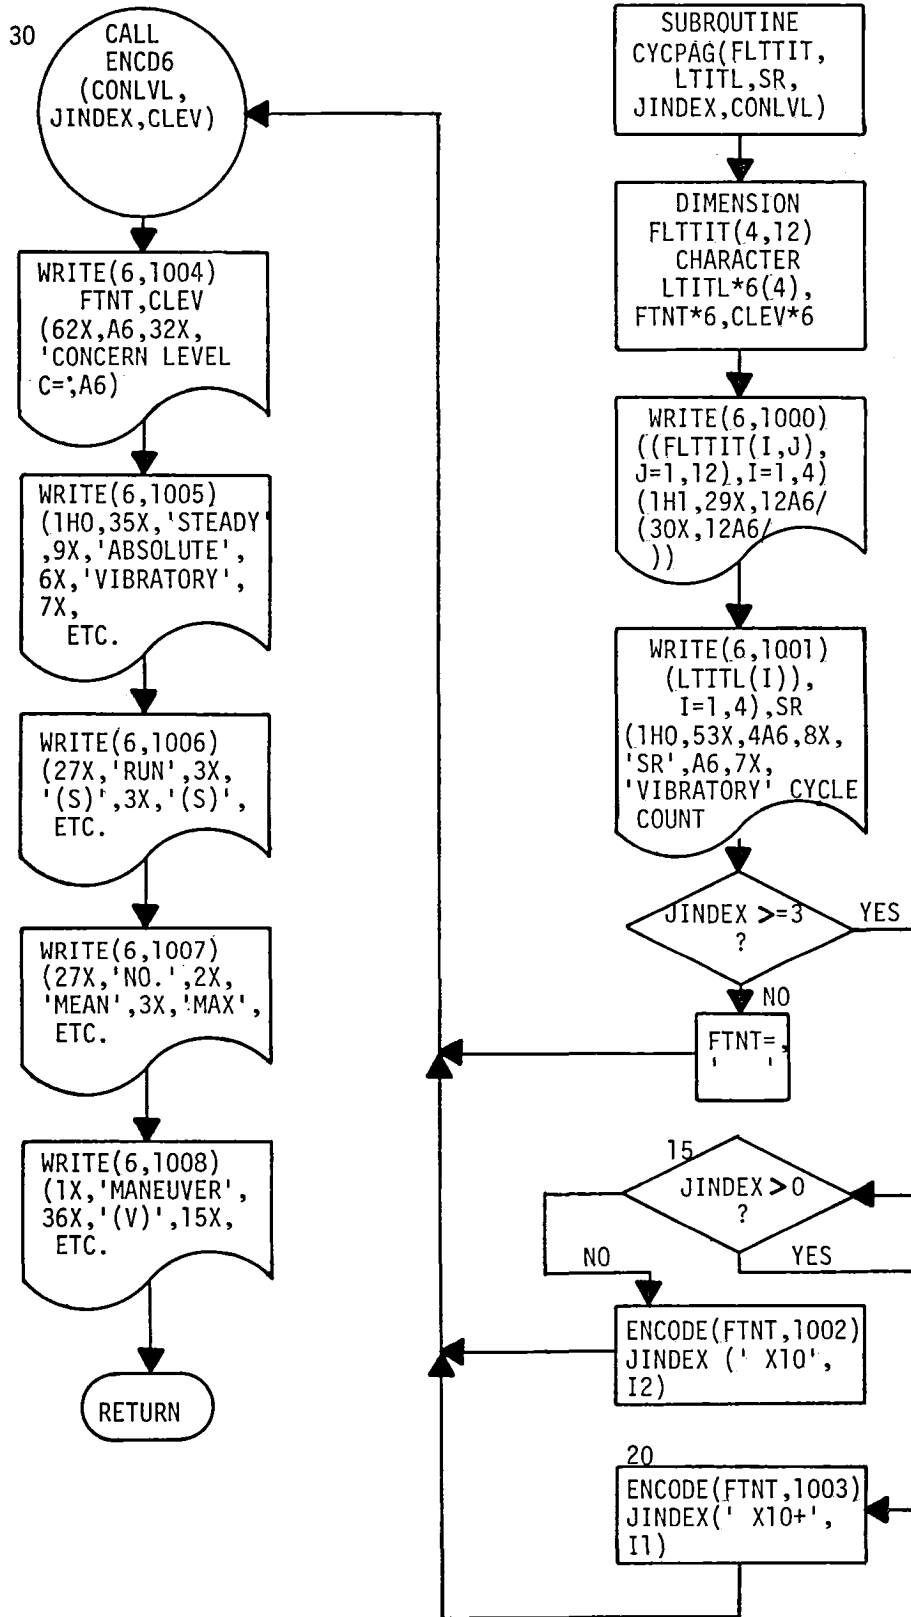 30
CALL
ENCD6
(CONLVL,
JINDEX,CLEV)
WRITE(6,1004)
FTNT,CLEV
(62X,A6,32X,
'CONCERN LEVEL
C=',A6)
WRITE(6,1005)
(1H0,35X,'STEADY'
,9X,'ABSOLUTE',
6X,'VIBRATORY',
7X,
ETC.
WRITE(6,1006)
(27X,'RUN',3X,
'(S)',3X,'(S)',
ETC.
WRITE(6,1007)
(27X,'NO.',2X,
'MEAN',3X,'MAX',
ETC.
WRITE(6,1008)
(1X,'MANEUVER',
36X,'(V)',15X,
ETC.
RETURN
SUBROUTINE
CYCPAG(FLTTIT,
LTITL,SR,
JINDEX,CONLVL)
DIMENSION
FLTTIT(4,12)
CHARACTER
LTITL*6(4),
FTNT*6,CLEV*6
WRITE(6,1000)
((FLTTIT(I,J),
J=1,12),I=1,4)
(1H1,29X,12A6/
(30X,12A6/
))
WRITE(6,1001)
(LTITL(I)),
I=1,4),SR
(1H0,53X,4A6,8X,
'SR',A6,7X,
'VIBRATORY' CYCLE
COUNT
JINDEX >=3
?
YES
NO
FTNT=,
'    '
15
JINDEX >0
?
NO
YES
ENCODE(FTNT,1002)
JINDEX (' X10',
I2)
20
ENCODE(FTNT,1003)
JINDEX(' X10+',
I1)